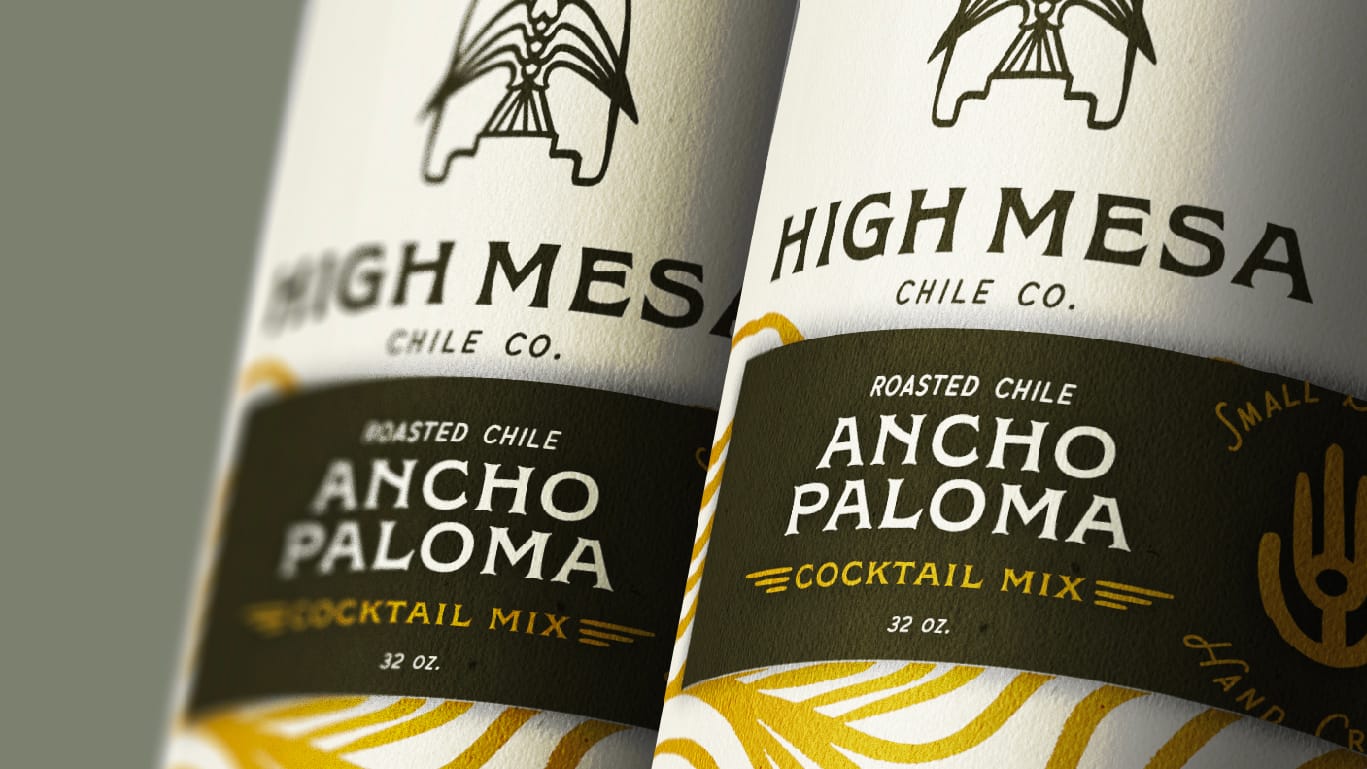 HIGH MESA
CHILE CO.
ROASTED CHILE
ANCHO
PALOMA
COCKTAIL MIX
32 OZ.
HIGH MESA
CHILE CO.
ROASTED CHILE
ANCHO
PALOMA
COCKTAIL MIX
32 OZ.
SMALL
HAND